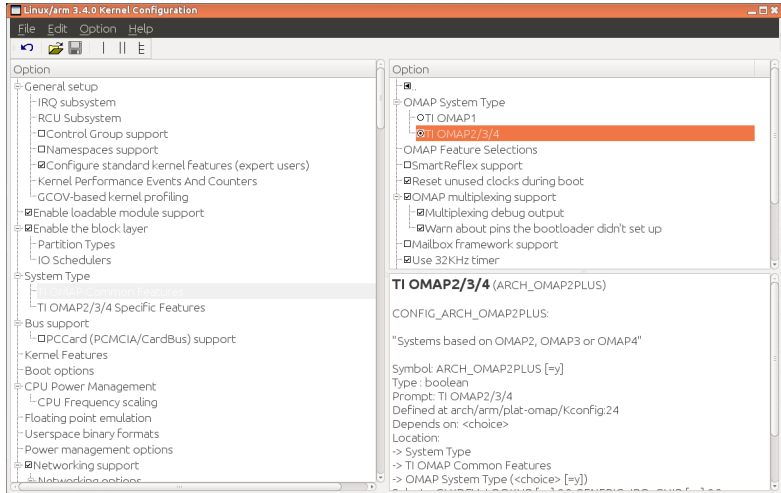 Linux/arm 3.4.0 Kernel Configuration
File Edit Option Help
Option
General setup
IRQ subsystem
RCU Subsystem
Control Group support
Namespaces support
Configure standard kernel features (expert users)
Kernel Performance Events And Counters
GCOV-based kernel profiling
Enable loadable module support
Enable the block layer
Partition Types
IO Schedulers
System Type
TI OMAP Common Features
TI OMAP2/3/4 Specific Features
Bus support
PCCard (PCMCIA/CardBus) support
Kernel Features
Boot options
CPU Power Management
CPU Frequency scaling
Floating point emulation
Userspace binary formats
Power management options
Networking support
Networking options
Option
..
OMAP System Type
TI OMAP1
TI OMAP2/3/4
OMAP Feature Selections
SmartReflex support
Reset unused clocks during boot
OMAP multiplexing support
Multiplexing debug output
Warn about pins the bootloader didn't set up
Mailbox framework support
Use 32KHz timer
TI OMAP2/3/4 (ARCH_OMAP2PLUS)
CONFIG_ARCH_OMAP2PLUS:
"Systems based on OMAP2, OMAP3 or OMAP4"
Symbol: ARCH_OMAP2PLUS [=y]
Type : boolean
Prompt: TI OMAP2/3/4
Defined at arch/arm/plat-omap/Kconfig:24
Depends on: <choice>
Location:
-> System Type
-> TI OMAP Common Features
-> OMAP System Type (<choice> [=y])